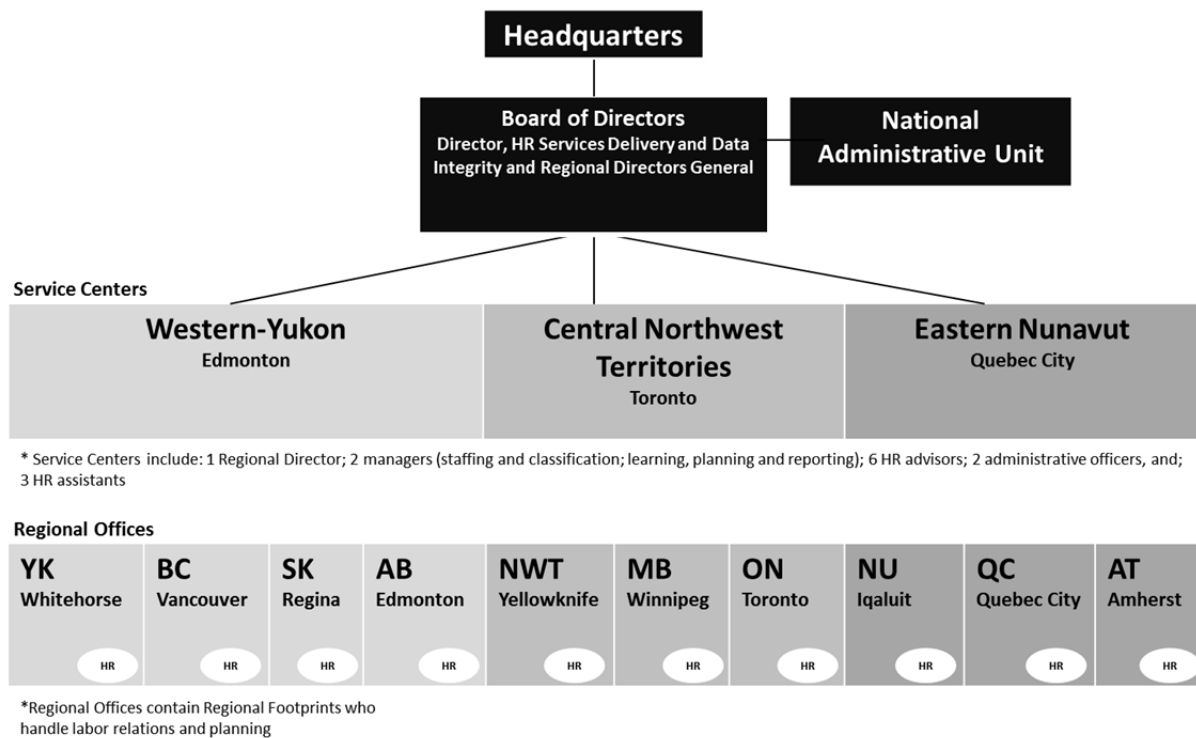 Headquarters
Board of Directors
Director, HR Services Delivery and Data
Integrity and Regional Directors General
National
Administrative Unit
Service Centers
Western-Yukon
Edmonton
Central Northwest
Territories
Toronto
Eastern Nunavut
Quebec City
* Service Centers include: 1 Regional Director; 2 managers (staffing and classification; learning, planning and reporting); 6 HR advisors; 2 administrative officers, and;
3 HR assistants
Regional Offices
YK
Whitehorse
HR
BC
Vancouver
HR
SK
Regina
HR
AB
Edmonton
HR
NWT
Yellowknife
HR
MB
Winnipeg
HR
ON
Toronto
HR
NU
Iqaluit
HR
QC
Quebec City
HR
AT
Amherst
HR
*Regional Offices contain Regional Footprints who
handle labor relations and planning